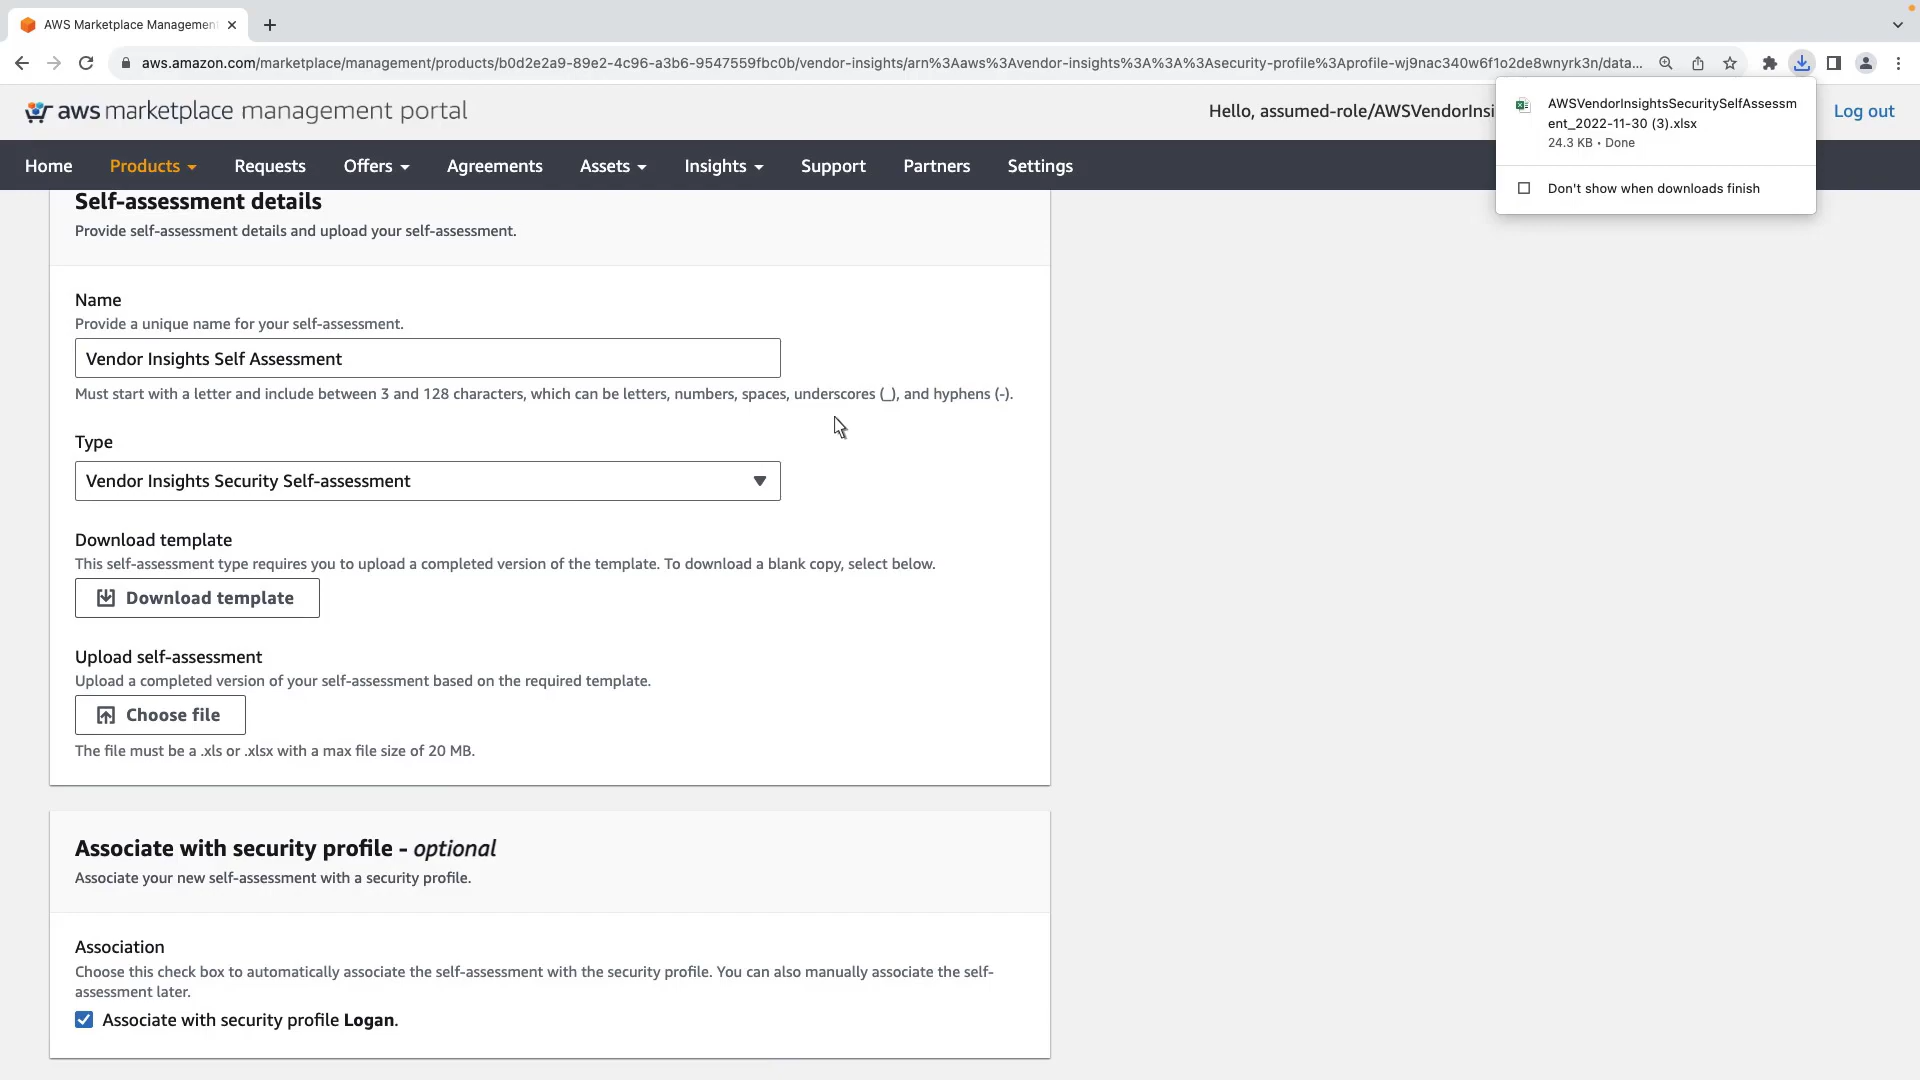 AWS Marketplace Management
aws.amazon.com/marketplace/management/products/b0d2e2a9-89e2-4c96-a3b6-9547559fbc0b/vendor-insights/arn%3Aaws%3Avendor-insights%3A%3A%3Asecurity-profile%3Aprofile-wj9nac340w6f1o2de8wnyrk3n/data...
AWSVendorInsightsSecuritySelfAssessm
ent_2022-11-30 (3).xlsx
24.3 KB • Done
Don't show when downloads finish
aws marketplace management portal
Hello, assumed-role/AWSVendorInsi
Log out
Home Products Requests Offers Agreements Assets Insights Support Partners Settings
Self-assessment details
Provide self-assessment details and upload your self-assessment.
Name
Provide a unique name for your self-assessment.
Vendor Insights Self Assessment
Must start with a letter and include between 3 and 128 characters, which can be letters, numbers, spaces, underscores (_), and hyphens (-).
Type
Vendor Insights Security Self-assessment
Download template
This self-assessment type requires you to upload a completed version of the template. To download a blank copy, select below.
Download template
Upload self-assessment
Upload a completed version of your self-assessment based on the required template.
Choose file
The file must be a .xls or .xlsx with a max file size of 20 MB.
Associate with security profile - optional
Associate your new self-assessment with a security profile.
Association
Choose this check box to automatically associate the self-assessment with the security profile. You can also manually associate the self-
assessment later.
Associate with security profile Logan.